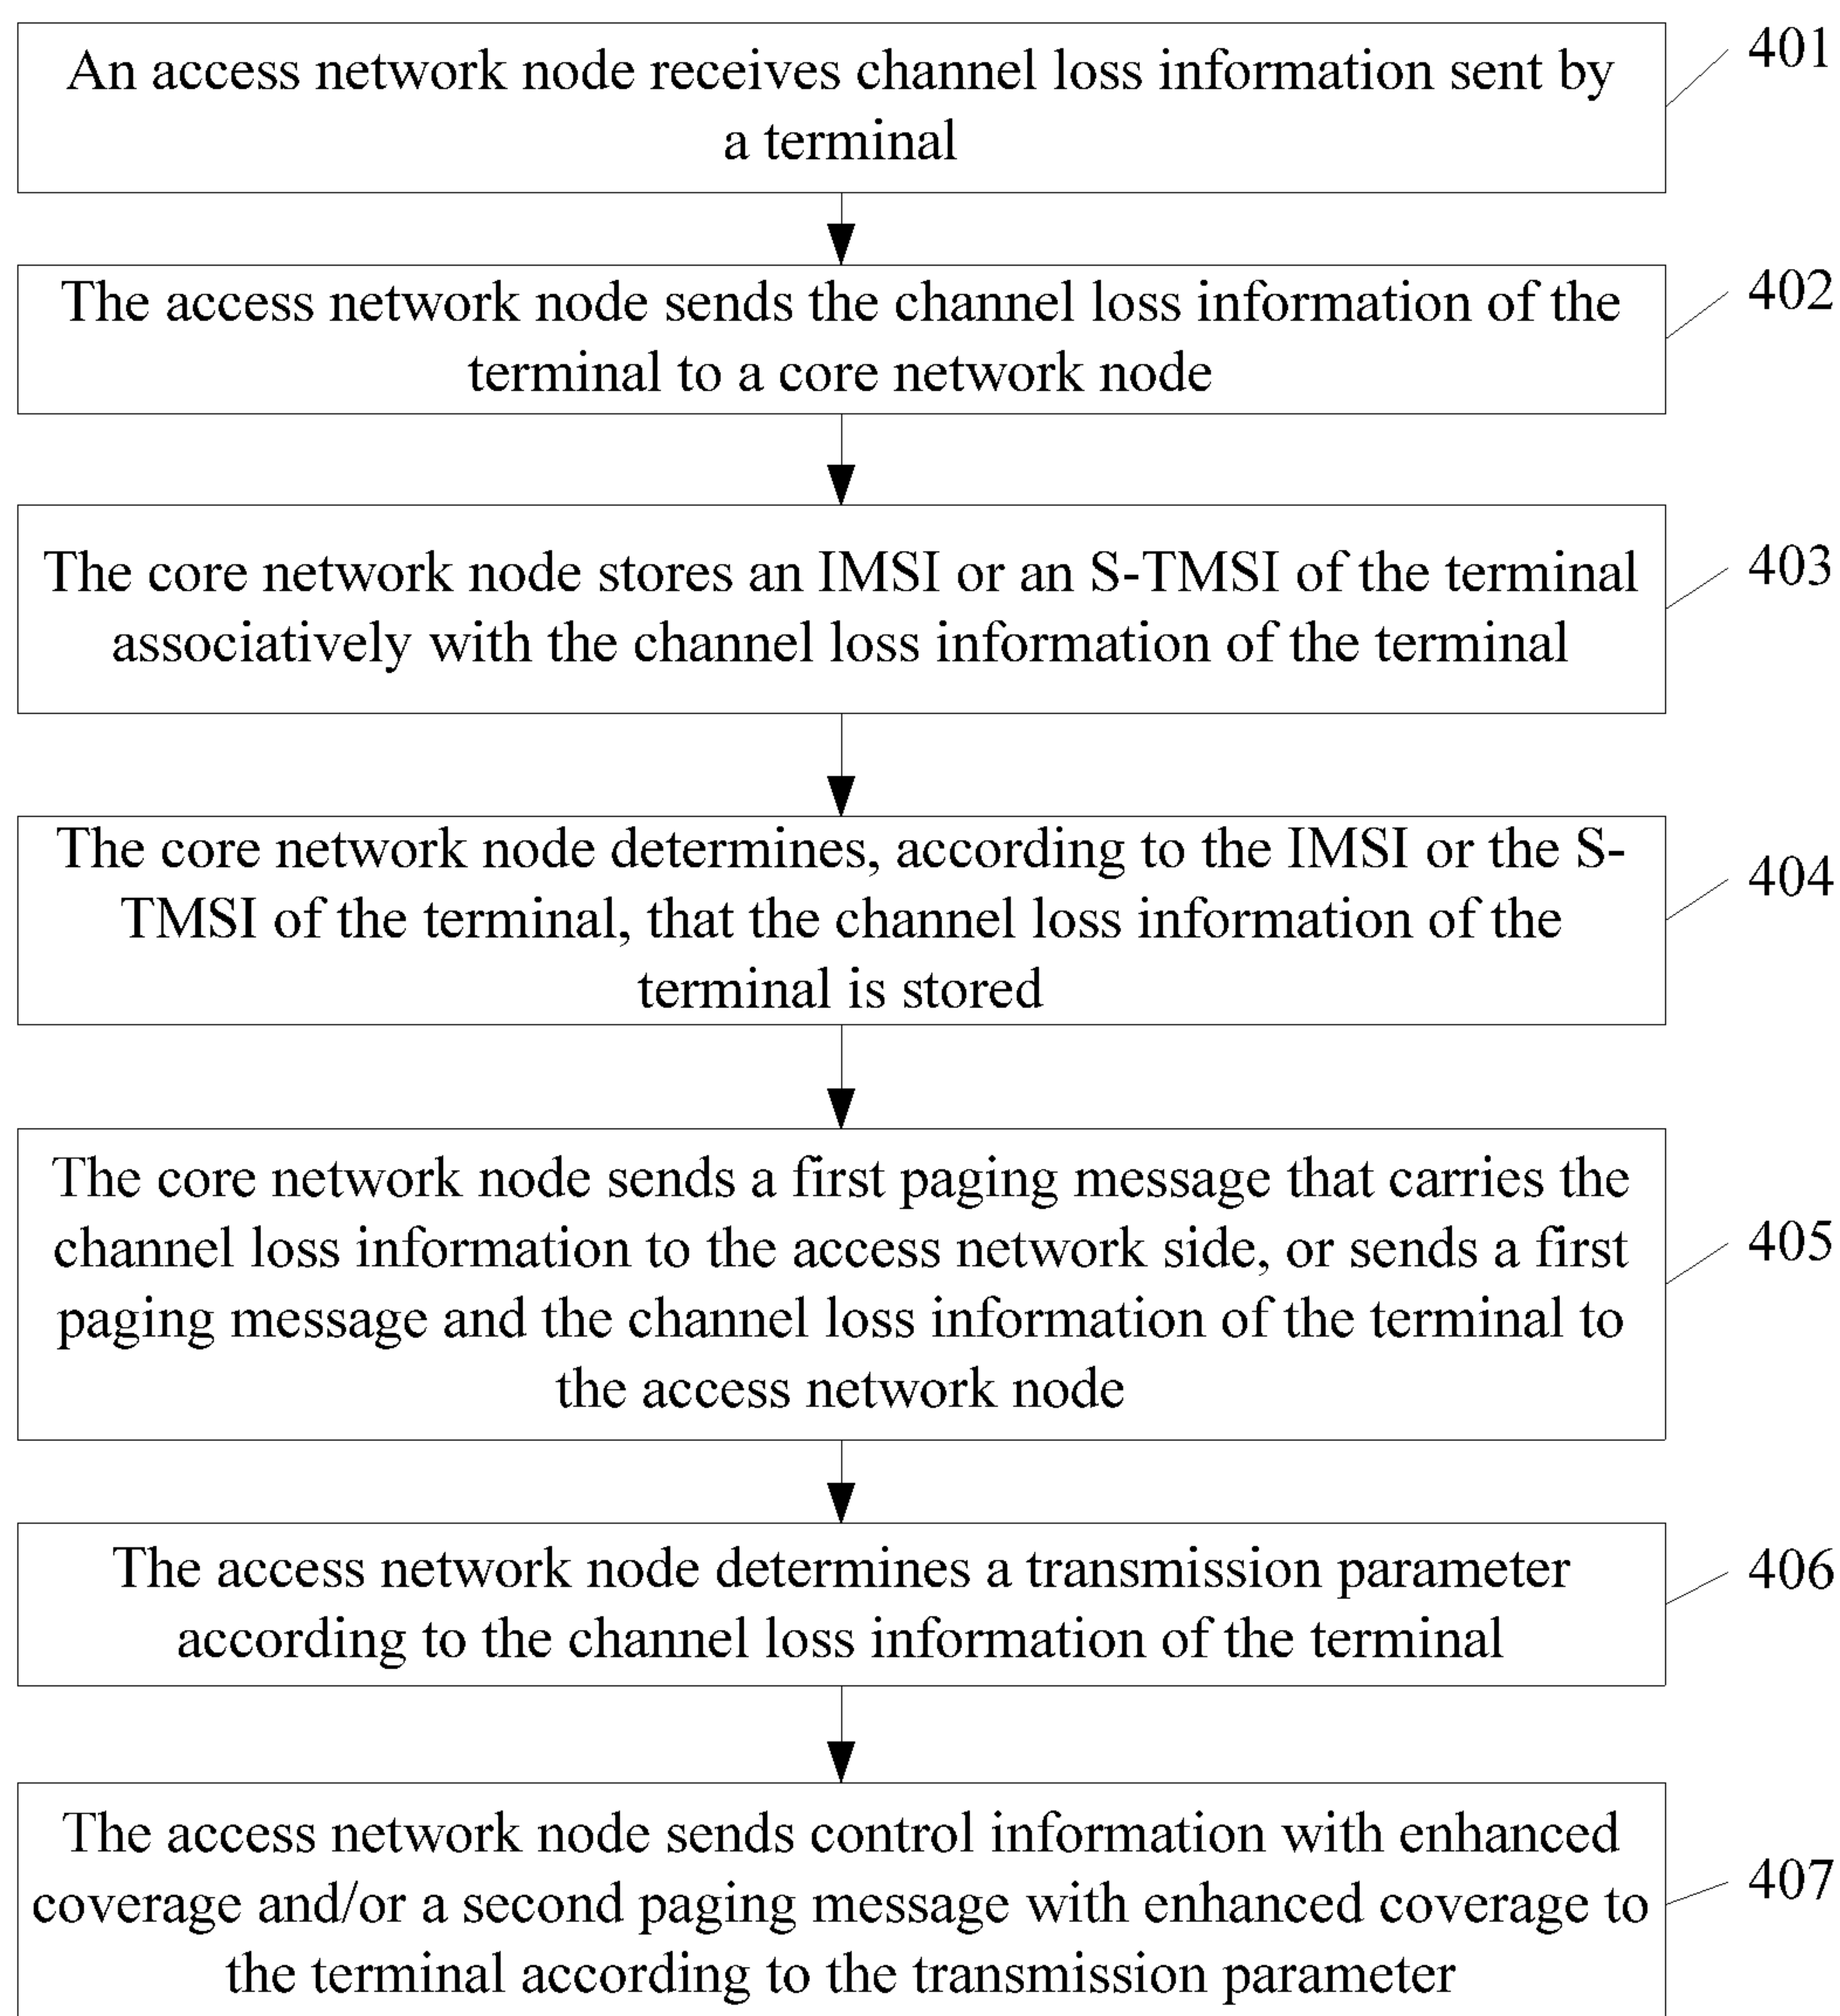 An access network node receives channel loss information sent by
a terminal
401
The access network node sends the channel loss information of the
terminal to a core network node
402
The core network node stores an IMSI or an S-TMSI of the terminal
associatively with the channel loss information of the terminal
403
The core network node determines, according to the IMSI or the S-
TMSI of the terminal, that the channel loss information of the
terminal is stored
404
The core network node sends a first paging message that carries the
channel loss information to the access network side, or sends a first
paging message and the channel loss information of the terminal to
the access network node
405
The access network node determines a transmission parameter
according to the channel loss information of the terminal
406
The access network node sends control information with enhanced
coverage and/or a second paging message with enhanced coverage to
the terminal according to the transmission parameter
407